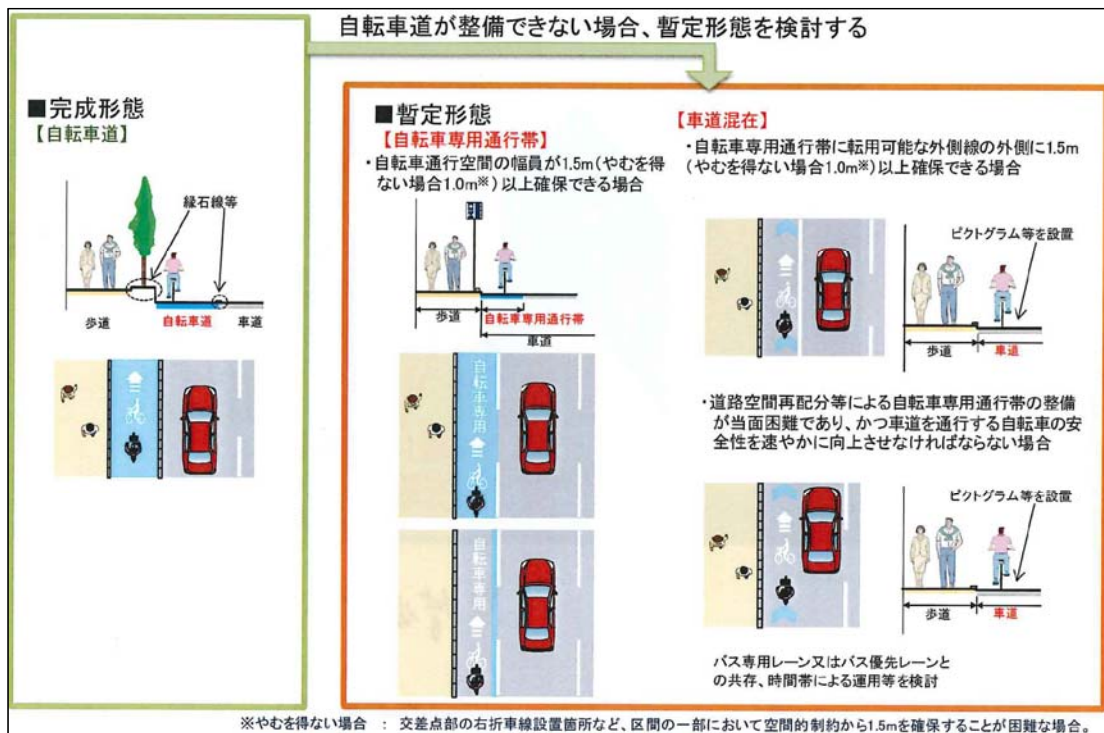 自転車道が整備できない場合、暫定形態を検討する
■完成形態
【自転車道】
縁石線等
歩道
自転車道
車道
■暫定形態
【自転車専用通行帯】
・自転車通行空間の幅員が1.5m(やむを得
ない場合1.0m※)以上確保できる場合
歩道
自転車専用通行帯
車道
自転車専用
自転車専用
【車道混在】
・自転車専用通行帯に転用可能な外側線の外側に1.5m
(やむを得ない場合1.0m※)以上確保できる場合
ピクトグラム等を設置
歩道
車道
・道路空間再配分等による自転車専用通行帯の整備
が当面困難であり、かつ車道を通行する自転車の安
全性を速やかに向上させなければならない場合
ピクトグラム等を設置
歩道
車道
バス専用レーン又はバス優先レーンと
の共存、時間帯による運用等を検討
※やむを得ない場合 : 交差点部の右折車線設置箇所など、区間の一部において空間的制約から1.5mを確保することが困難な場合。